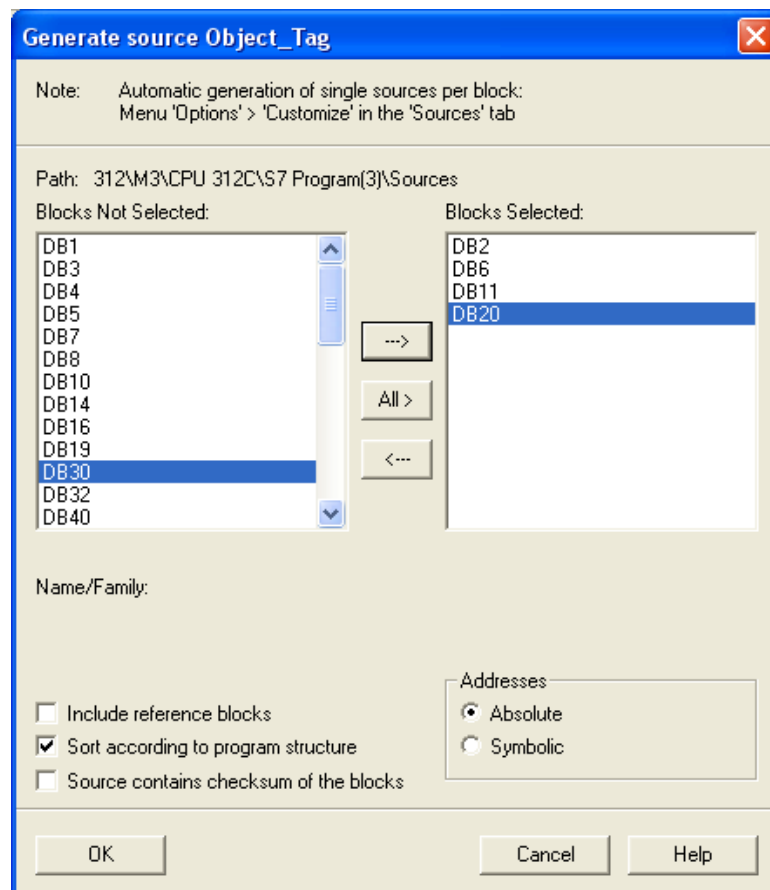 Generate source Object_Tag
Note: Automatic generation of single sources per block:
Menu 'Options' > 'Customize' in the 'Sources' tab
Path: 312\M3\CPU 312C\S7 Program(3)\Sources
Blocks Not Selected:
DB1
DB3
DB4
DB5
DB7
DB8
DB10
DB14
DB16
DB19
DB30
DB32
DB40
--->
All >
<---
Blocks Selected:
DB2
DB6
DB11
DB20
Name/Family:
Include reference blocks
Sort according to program structure
Source contains checksum of the blocks
Addresses
Absolute
Symbolic
OK
Cancel
Help